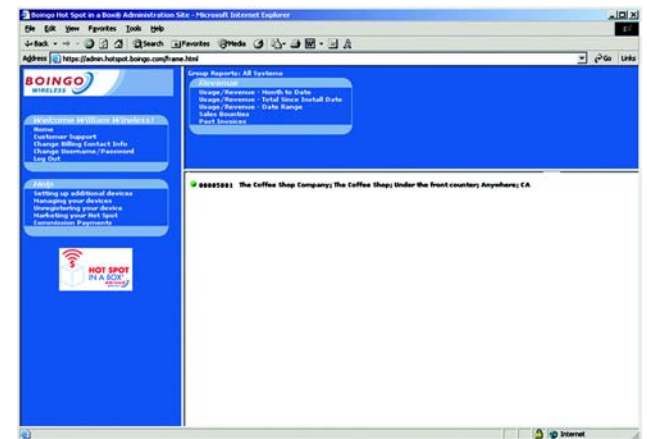 Boingo Hot Spot in a Box® Administration Site - Microsoft Internet Explorer
File Edit View Favorites Tools Help
Back Search Favorites Media
Address https://admin.hotspot.boingo.com/frame.html Go Links
BOINGO
WIRELESS
Welcome William Wireless!
Home
Customer Support
Change Billing Contact Info
Change Username/Password
Log Out
Help
Setting up additional devices
Managing your devices
Unregistering your device
Marketing your Hot Spot
Commission Payments
HOT SPOT
IN A BOX
Group Reports: All Systems
Revenue
Usage/Revenue - Month to Date
Usage/Revenue - Total Since Install Date
Usage/Revenue - Date Range
Sales Bounties
Past Invoices
00005001 The Coffee Shop Company; The Coffee Shop; Under the front counter; Anywhere; CA
Internet